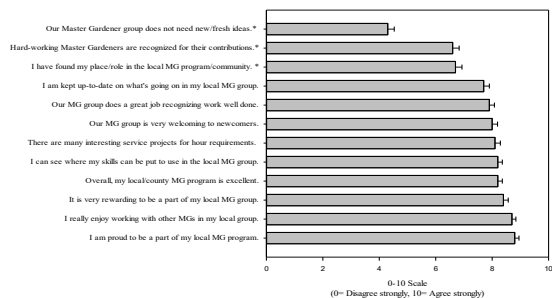 Our Master Gardener group does not need new/fresh ideas.*
Hard-working Master Gardeners are recognized for their contributions.*
I have found my place/role in the local MG program/community. *
I am kept up-to-date on what's going on in my local MG group.
Our MG group does a great job recognizing work well done.
Our MG group is very welcoming to newcomers.
There are many interesting service projects for hour requirements.
I can see where my skills can be put to use in the local MG group.
Overall, my local/county MG program is excellent.
It is very rewarding to be a part of my local MG group.
I really enjoy working with other MGs in my local group.
I am proud to be a part of my local MG program.
0 2 4 6 8 10
0-10 Scale
(0= Disagree strongly, 10= Agree strongly)